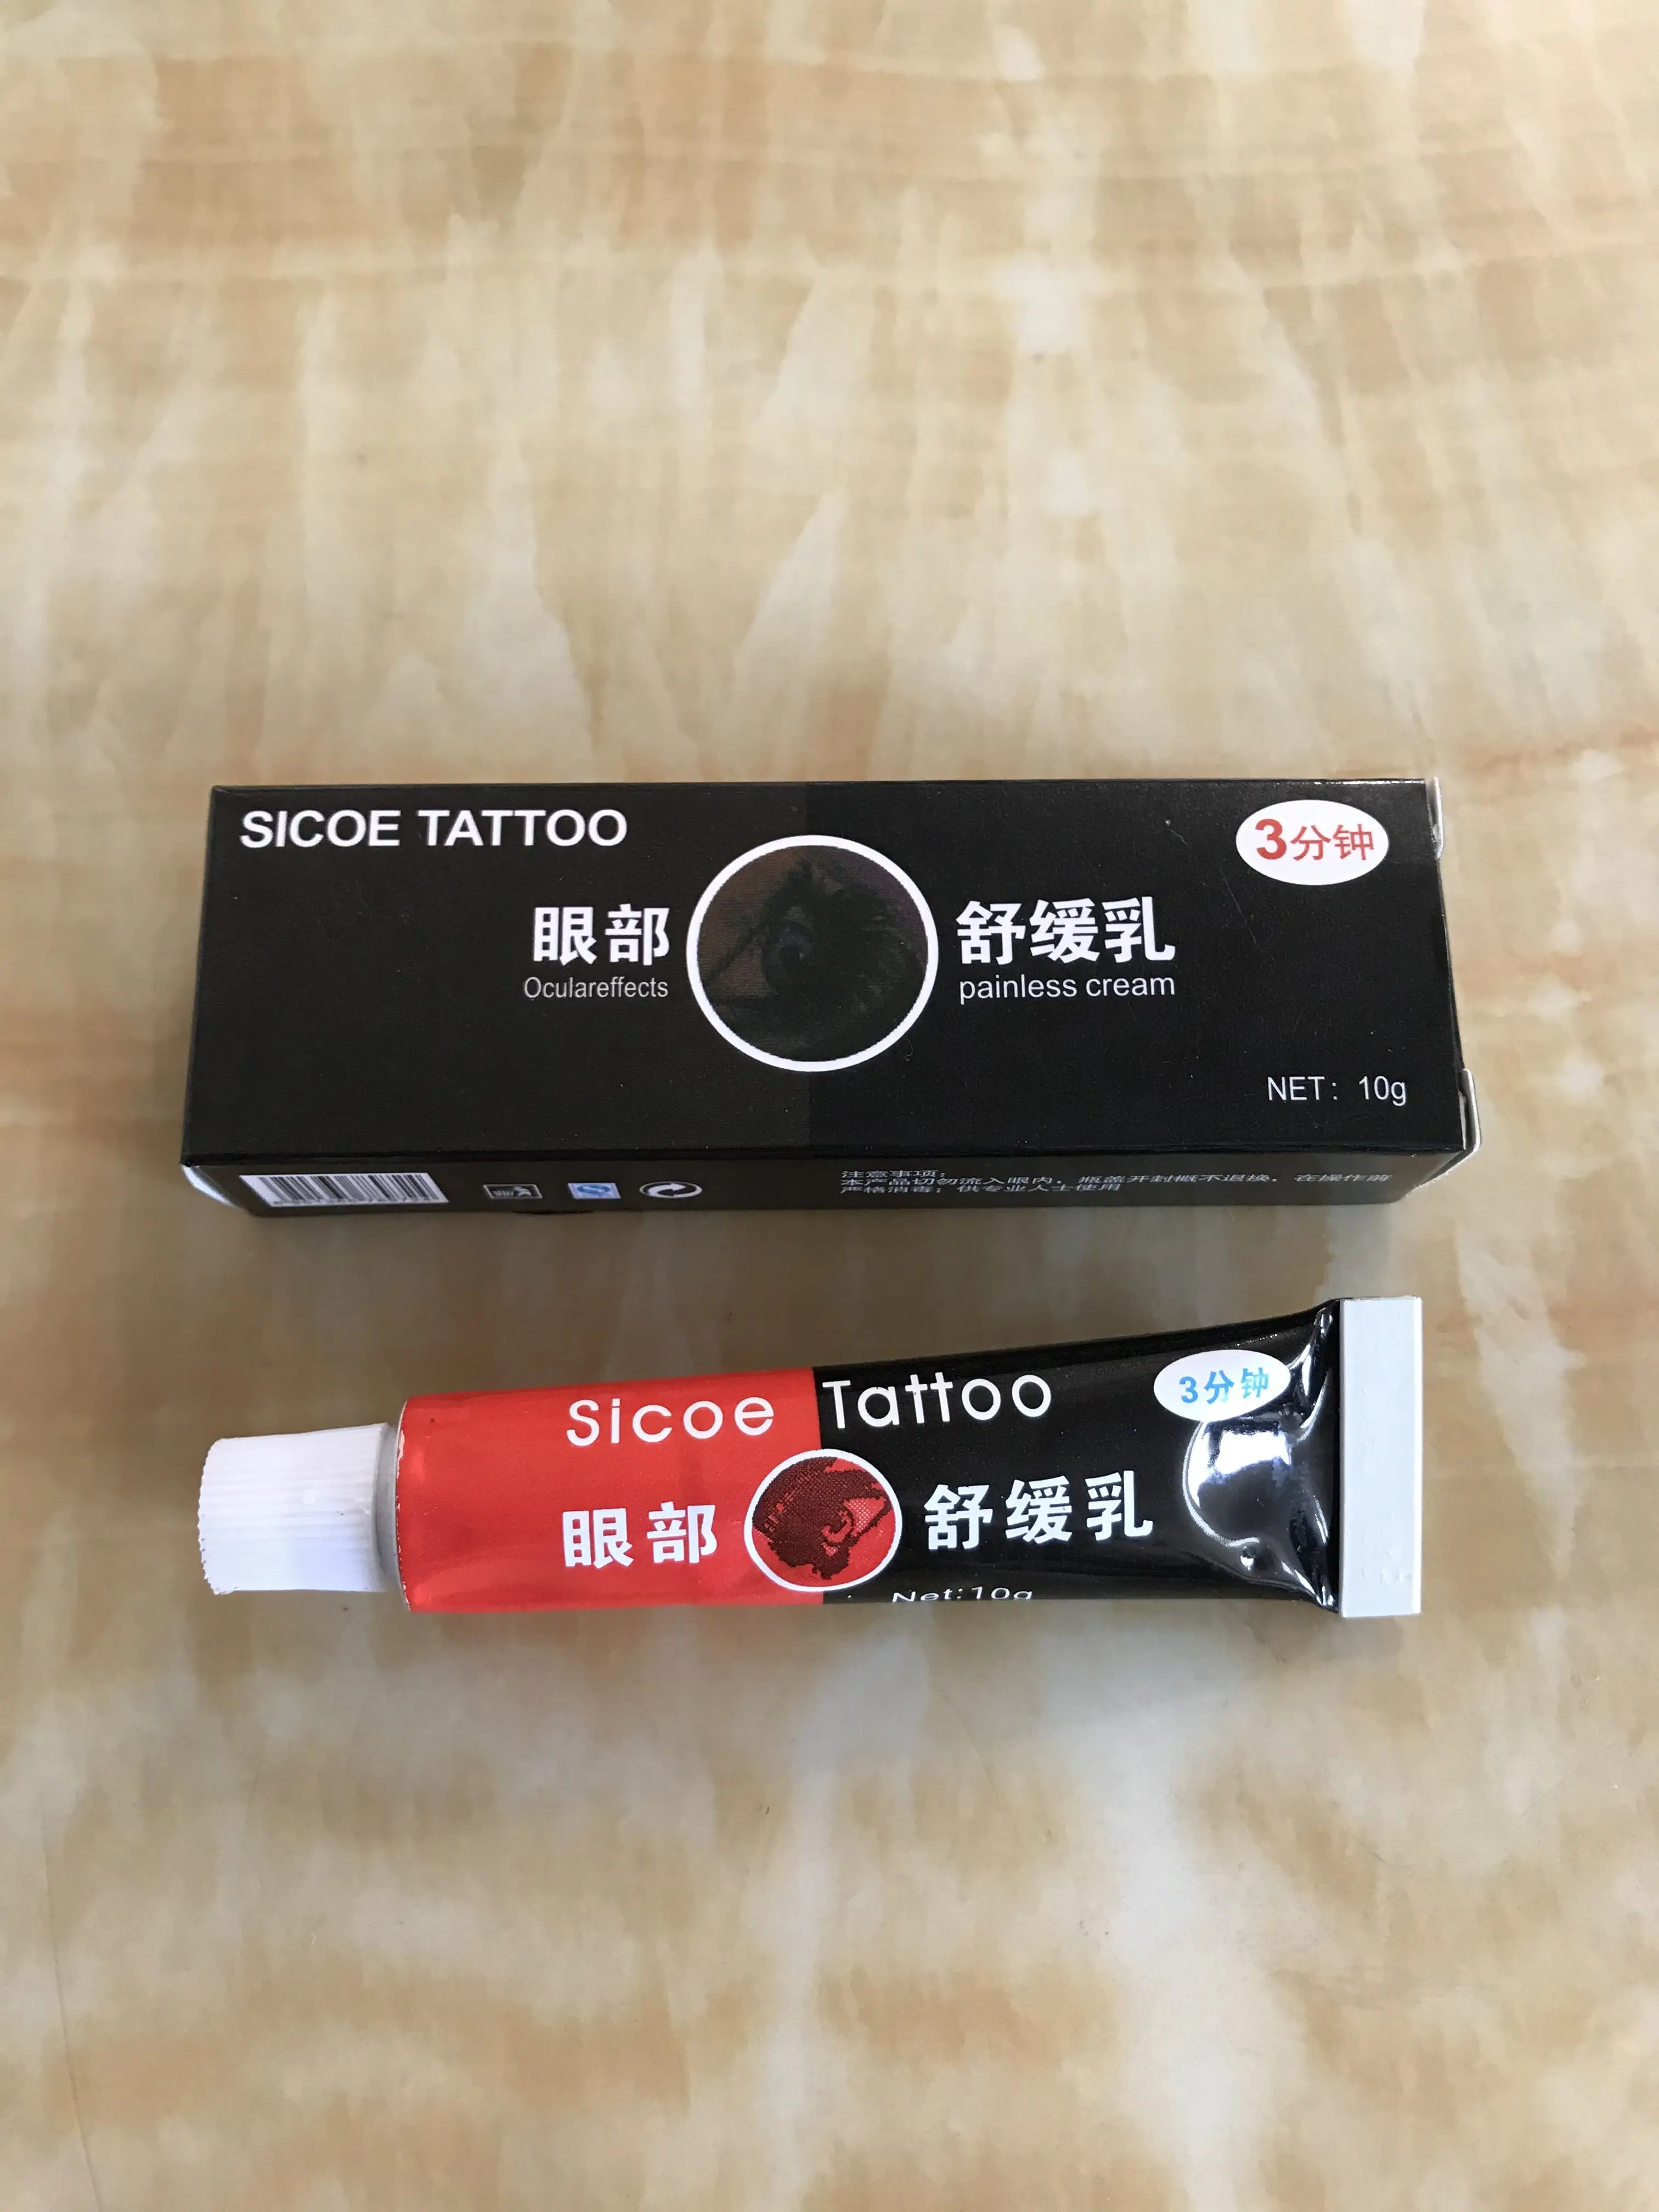 SICOE TATTOO
3分钟
眼部 舒缓乳
Oculareffects painless cream
NET: 10g
注意事项:
本产品切勿流入眼内，瓶盖开封概不退换，在操作前
严格消毒；供专业人士使用
Sicoe Tattoo
3分钟
眼部 舒缓乳
Net:10g